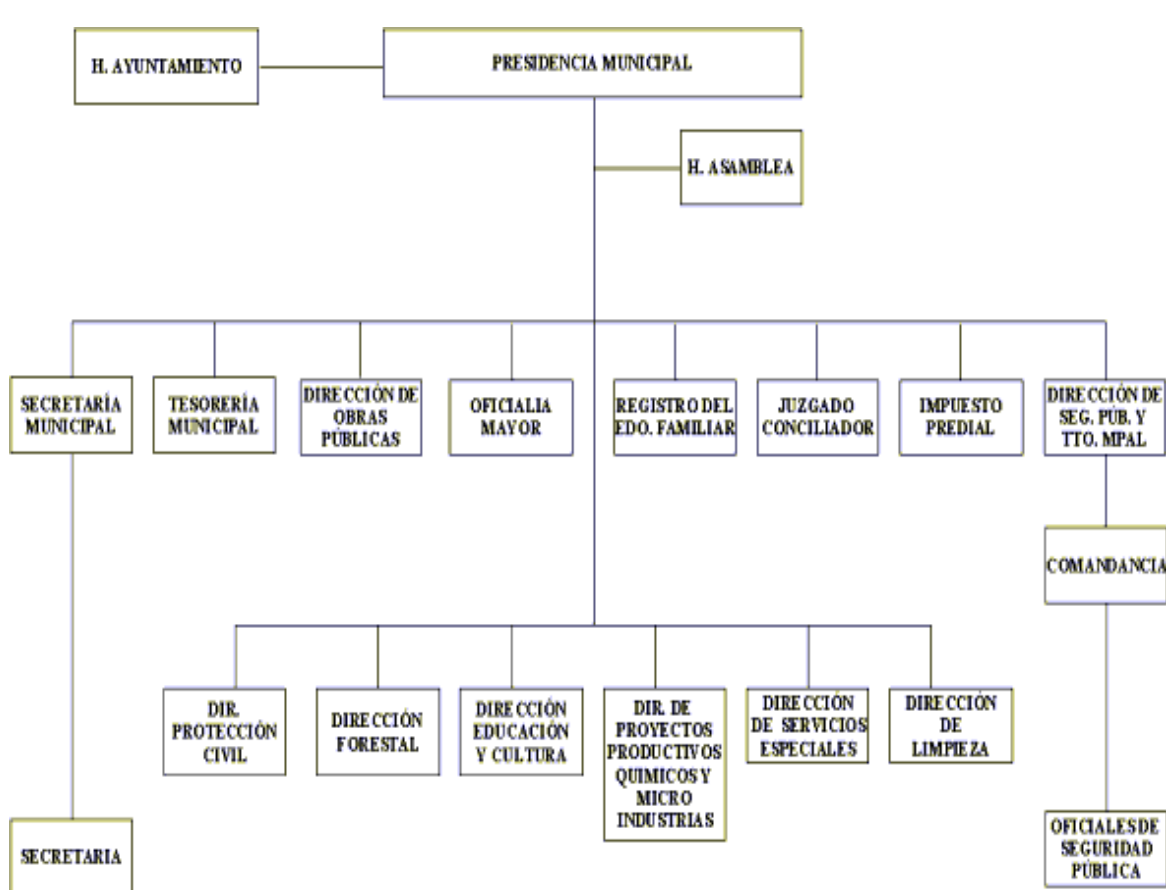 H. AYUNTAMIENTO
PRESIDENCIA MUNICIPAL
H. ASAMBLEA
SECRETARÍA
MUNICIPAL
TESORERÍA
MUNICIPAL
DIRECCIÓN DE
OBRAS
PÚBLICAS
OFICIALIA
MAYOR
REGISTRO DEL
EDO. FAMILIAR
JUZGADO
CONCILIADOR
IMPUESTO
PREDIAL
DIRECCIÓN DE
SEG. PÚB. Y
TTO. MPAL
COMANDANCIA
DIR.
PROTECCIÓN
CIVIL
DIRECCIÓN
FORESTAL
DIRECCIÓN
EDUCACIÓN
Y CULTURA
DIR. DE
PROYECTOS
PRODUCTIVOS
QUIMICOS Y
MICRO
INDUSTRIAS
DIRECCIÓN
DE SERVICIOS
ESPECIALES
DIRECCIÓN
DE
LIMPIEZA
SECRETARIA
OFICIALES DE
SEGURIDAD
PÚBLICA